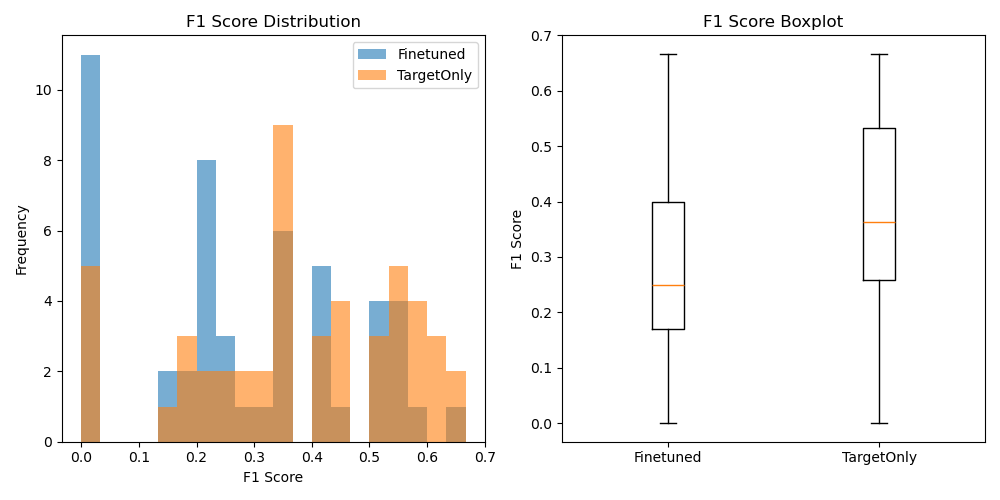 F1 Score Distribution
Finetuned
TargetOnly
Frequency
10
8
6
4
2
0
0.0 0.1 0.2 0.3 0.4 0.5 0.6 0.7
F1 Score
F1 Score Boxplot
F1 Score
0.7
0.6
0.5
0.4
0.3
0.2
0.1
0.0
Finetuned TargetOnly